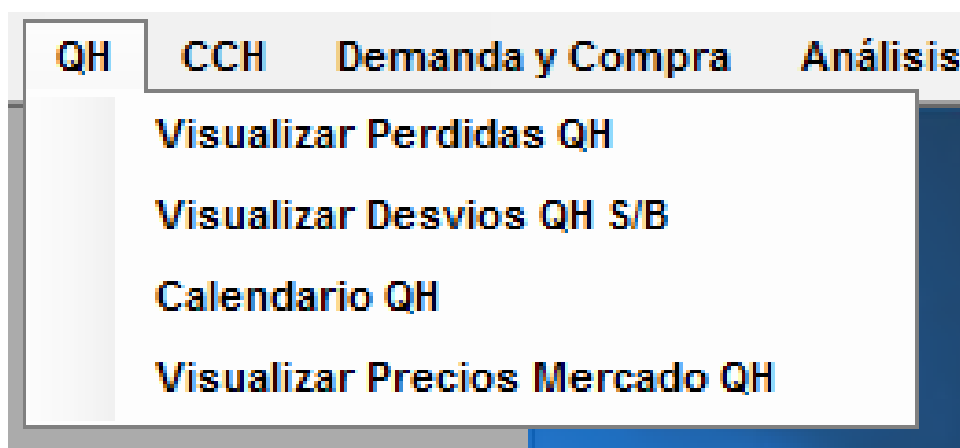 QH CCH Demanda y Compra Análisis
Visualizar Perdidas QH
Visualizar Desvios QH S/B
Calendario QH
Visualizar Precios Mercado QH